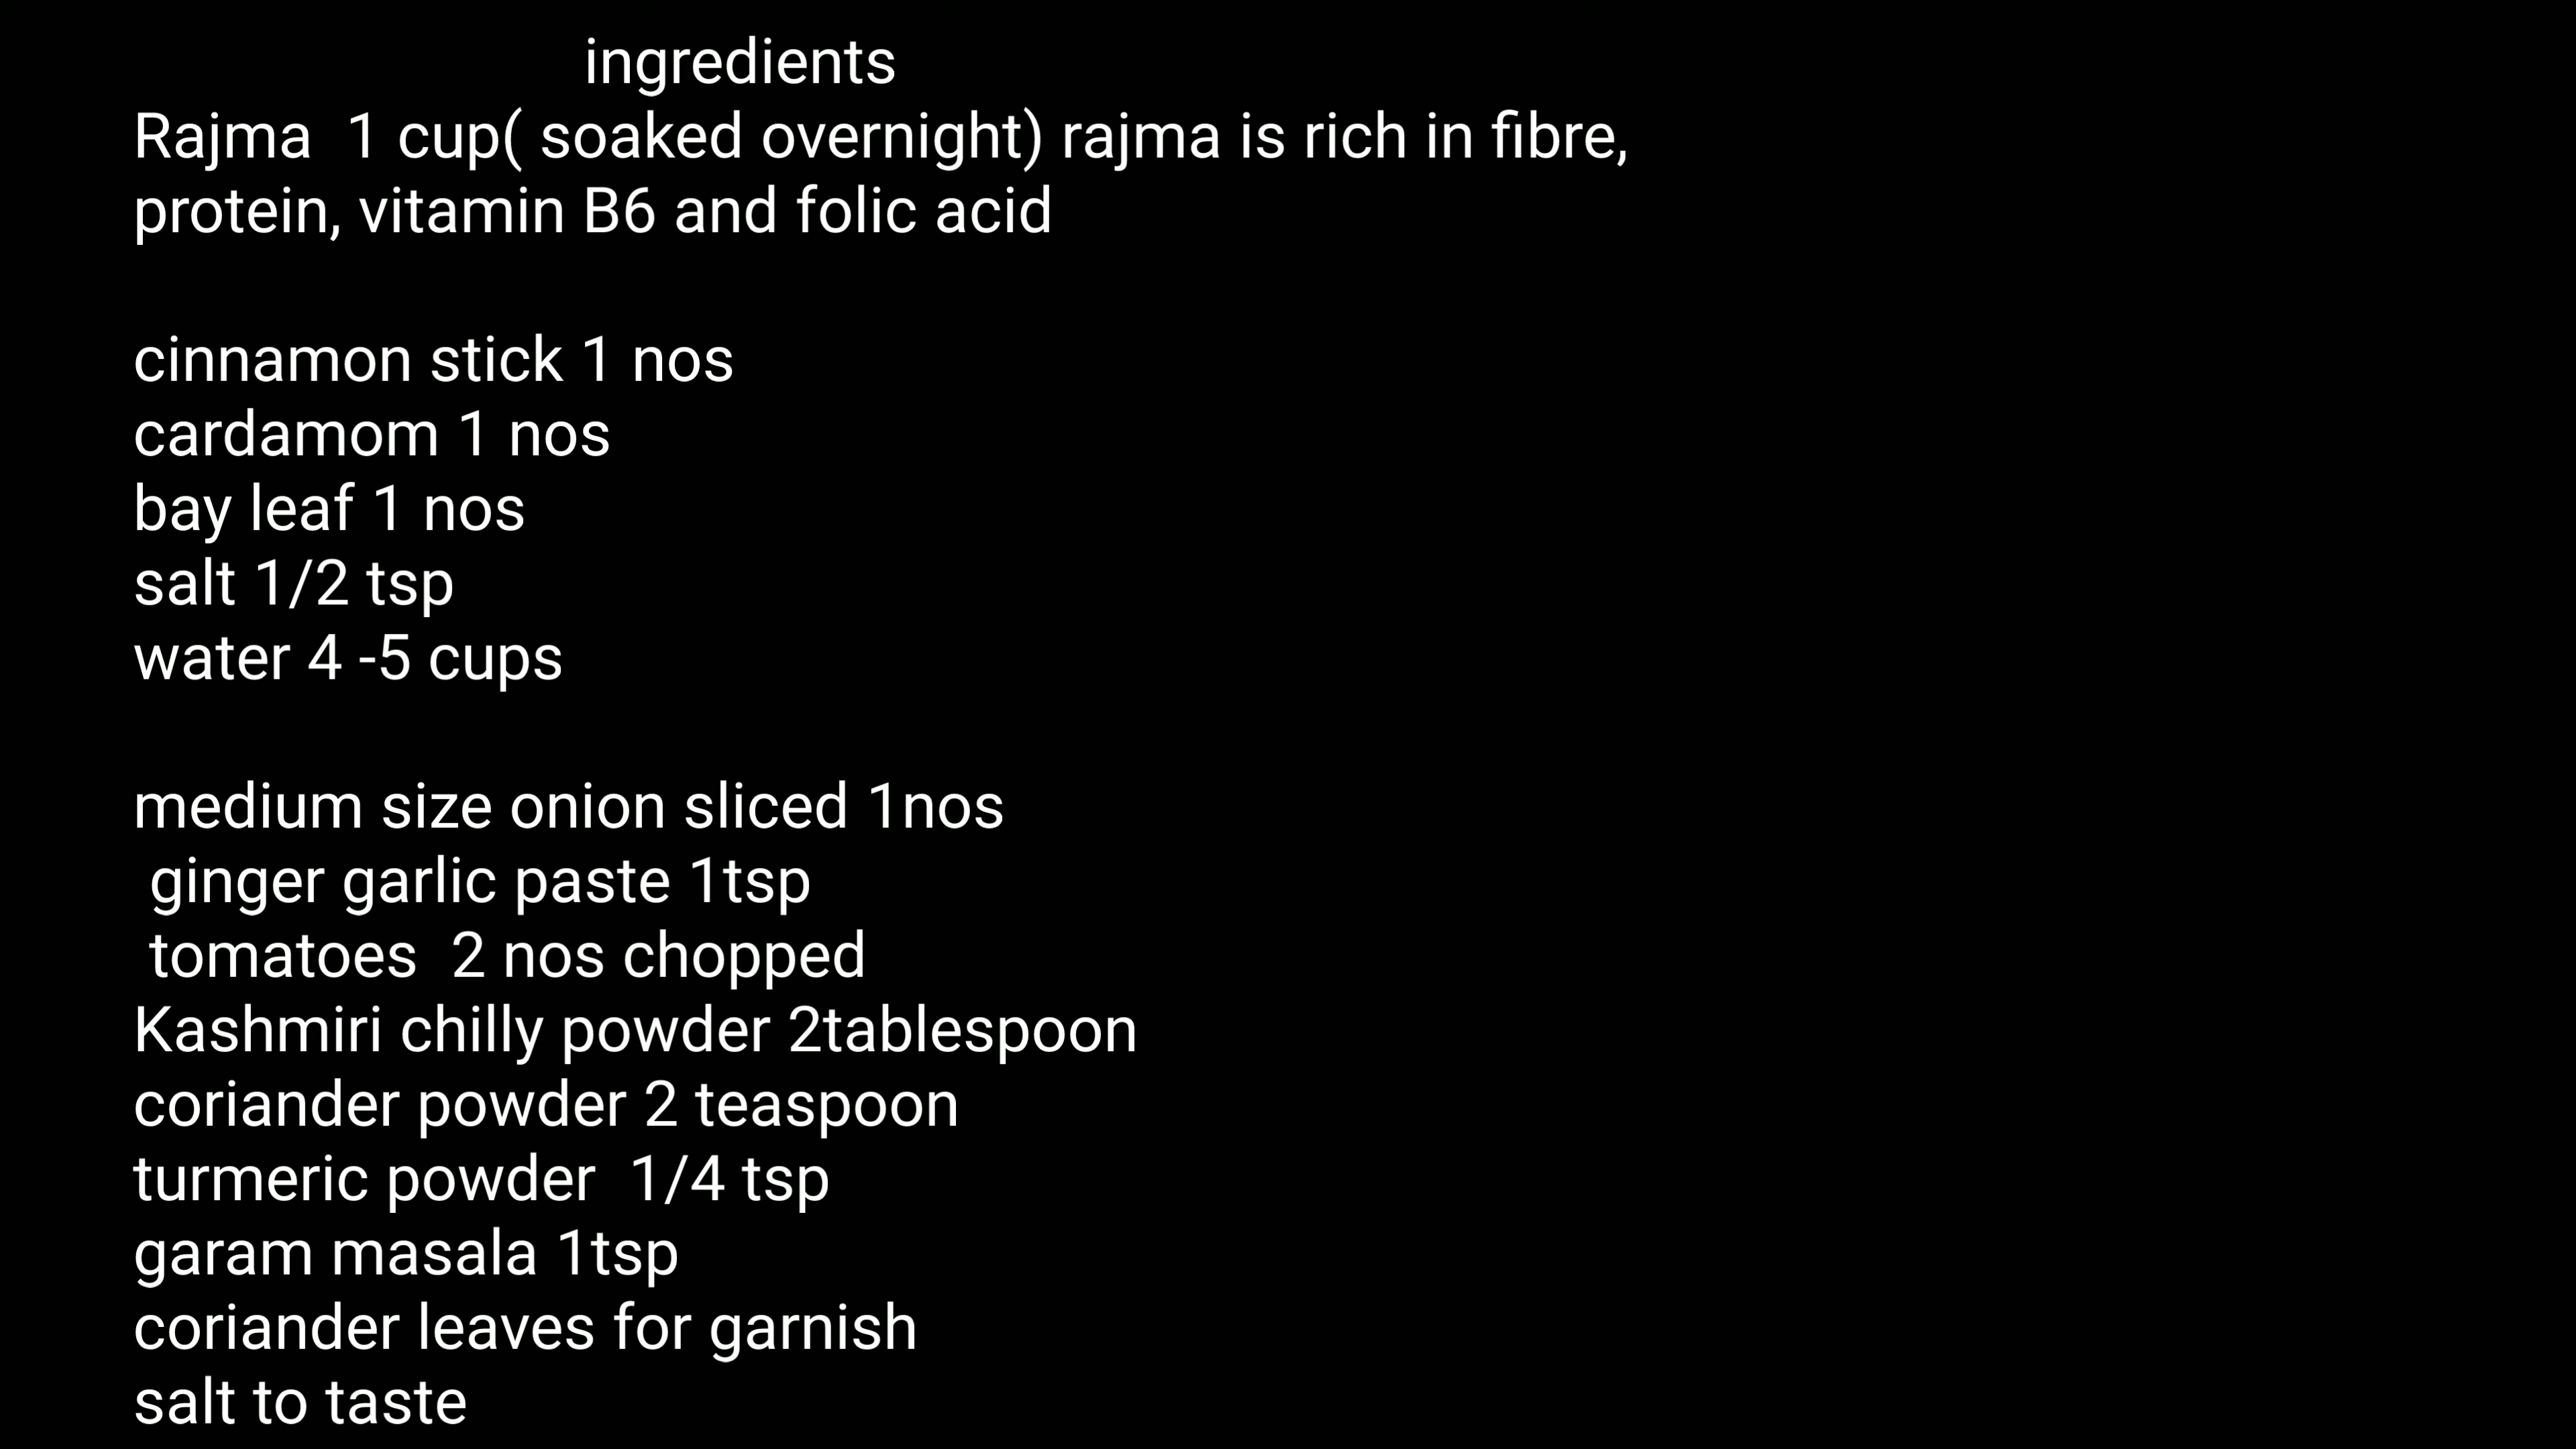 ingredients
Rajma  1 cup( soaked overnight) rajma is rich in fibre,
protein, vitamin B6 and folic acid
cinnamon stick 1 nos
cardamom 1 nos
bay leaf 1 nos
salt 1/2 tsp
water 4 -5 cups
medium size onion sliced 1nos
ginger garlic paste 1tsp
tomatoes  2 nos chopped
Kashmiri chilly powder 2tablespoon
coriander powder 2 teaspoon
turmeric powder  1/4 tsp
garam masala 1tsp
coriander leaves for garnish
salt to taste